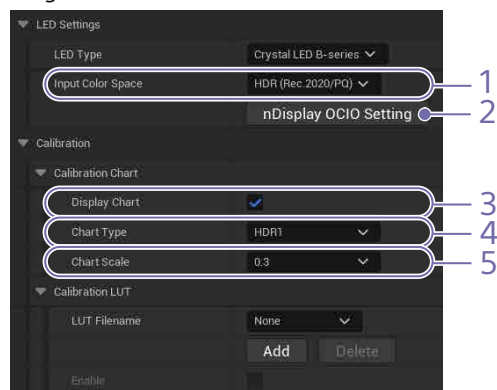 LED Settings
LED Type Crystal LED B-series
Input Color Space HDR (Rec.2020/PQ) 1
nDisplay OCIO Setting 2
Calibration
Calibration Chart
Display Chart 3
Chart Type HDR1 4
Chart Scale 0.3 5
Calibration LUT
LUT Filename None
Add Delete
Enable